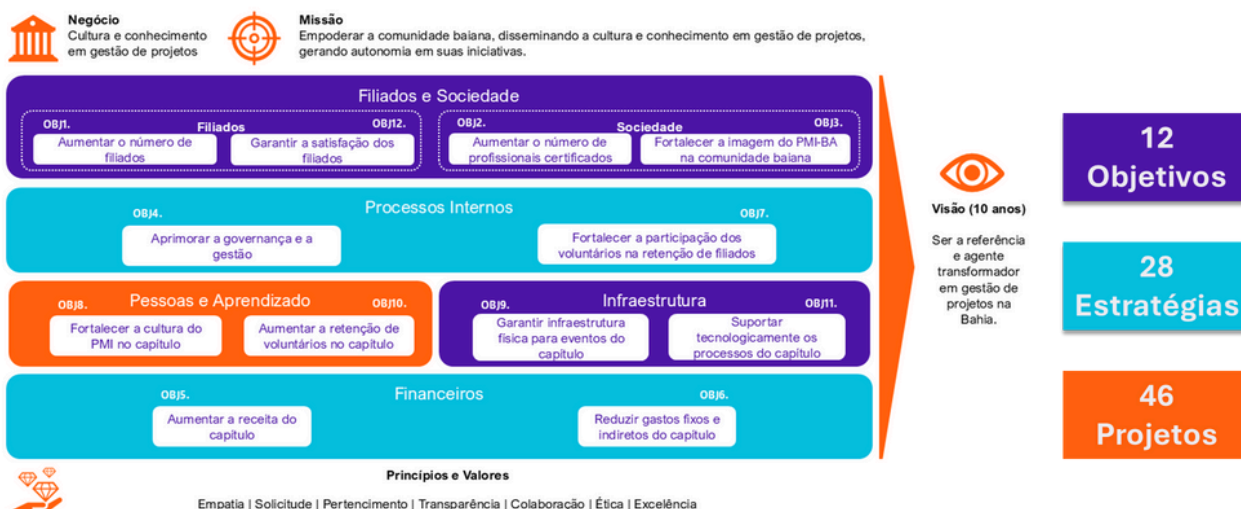 Negócio
Cultura e conhecimento
em gestão de projetos
Missão
Empoderar a comunidade baiana, disseminando a cultura e conhecimento em gestão de projetos,
gerando autonomia em suas iniciativas.
Filiados e Sociedade
Filiados
OBJ1.
Aumentar o número de
filiados
OBJ12.
Garantir a satisfação dos
filiados
Sociedade
OBJ2.
Aumentar o número de
profissionais certificados
OBJ3.
Fortalecer a imagem do PMI-BA
na comunidade baiana
Processos Internos
OBJ4.
Aprimorar a governança e a
gestão
OBJ7.
Fortalecer a participação dos
voluntários na retenção de filiados
Pessoas e Aprendizado
OBJ8.
Fortalecer a cultura do
PMI no capítulo
OBJ10.
Aumentar a retenção de
voluntários no capítulo
Infraestrutura
OBJ9.
Garantir infraestrutura
física para eventos do
capítulo
OBJ11.
Suportar
tecnologicamente os
processos do capítulo
Financeiros
OBJ5.
Aumentar a receita do
capítulo
OBJ6.
Reduzir gastos fixos e
indiretos do capítulo
Princípios e Valores
Empatia | Solicitude | Pertencimento | Transparência | Colaboração | Ética | Excelência
Visão (10 anos)
Ser a referência
e agente
transformador
em gestão de
projetos na
Bahia.
12
Objetivos
28
Estratégias
46
Projetos